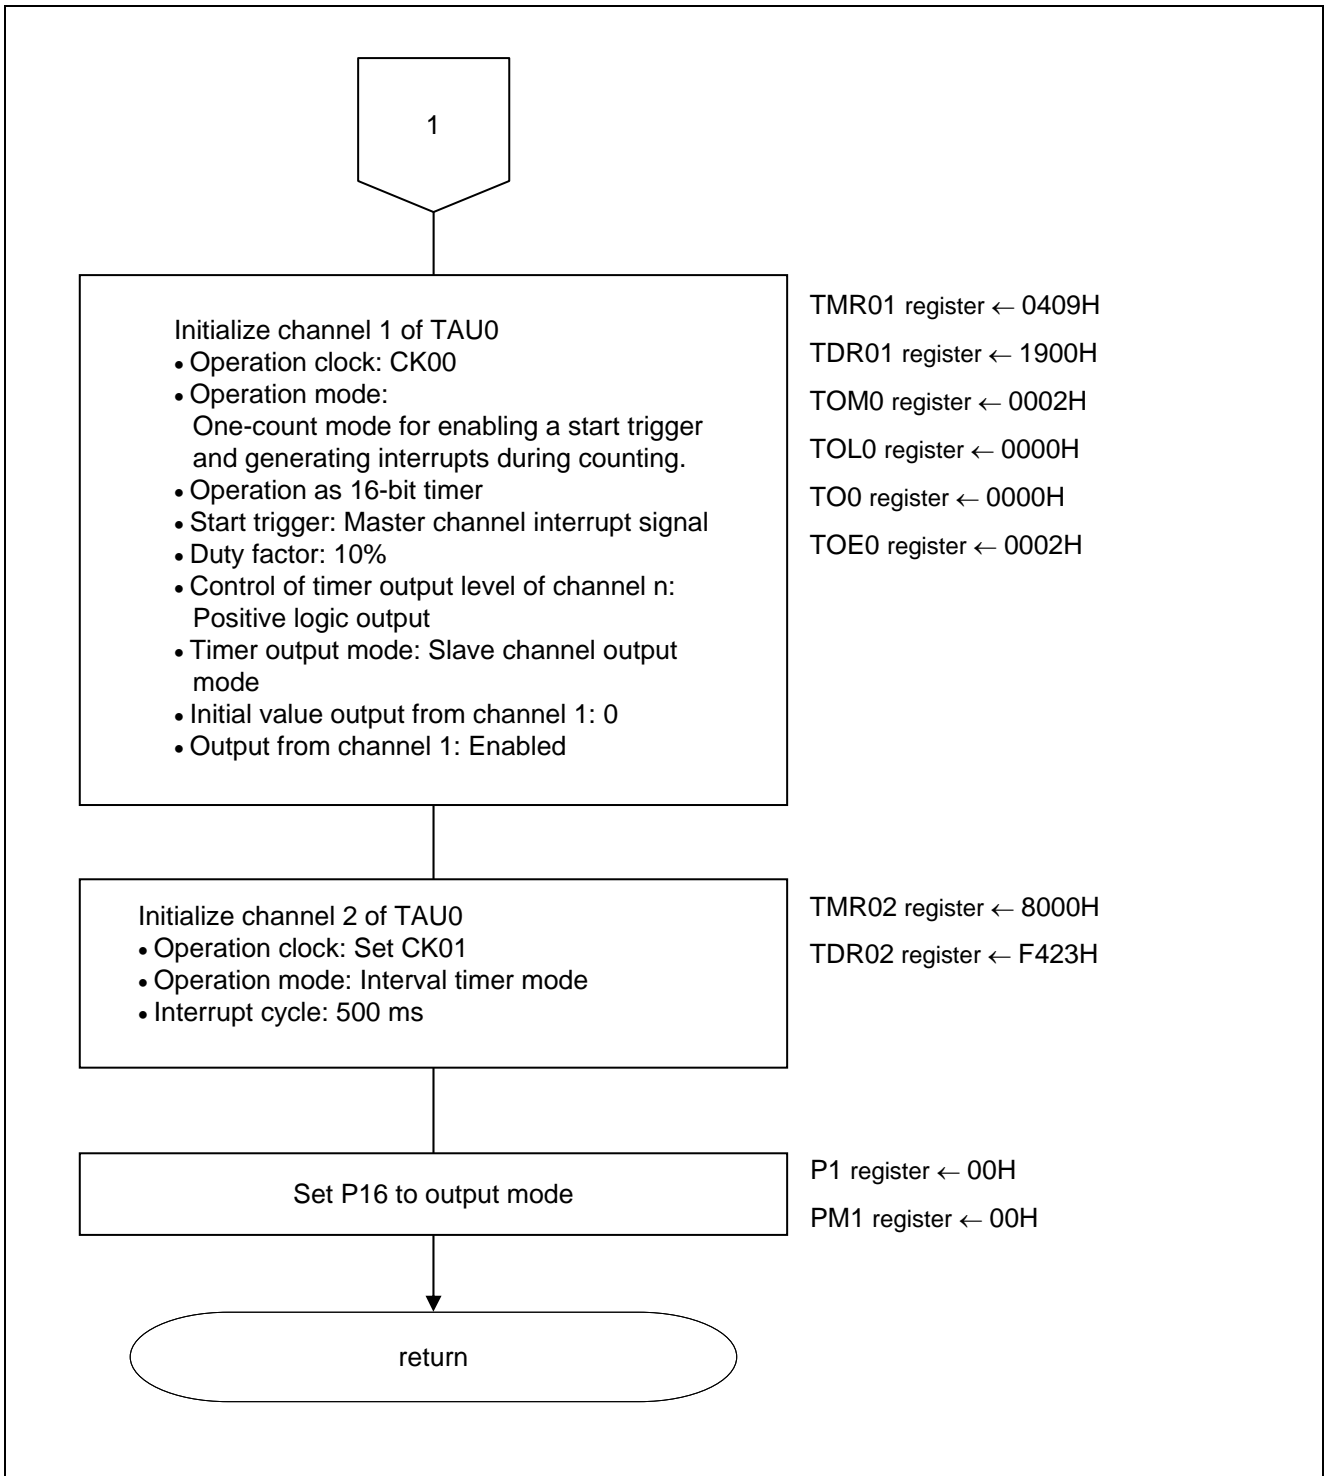 1
Initialize channel 1 of TAU0
• Operation clock: CK00
• Operation mode:
One-count mode for enabling a start trigger
and generating interrupts during counting.
• Operation as 16-bit timer
• Start trigger: Master channel interrupt signal
• Duty factor: 10%
• Control of timer output level of channel n:
Positive logic output
• Timer output mode: Slave channel output
mode
• Initial value output from channel 1: 0
• Output from channel 1: Enabled
TMR01 register ← 0409H
TDR01 register ← 1900H
TOM0 register ← 0002H
TOL0 register ← 0000H
TO0 register ← 0000H
TOE0 register ← 0002H
Initialize channel 2 of TAU0
• Operation clock: Set CK01
• Operation mode: Interval timer mode
• Interrupt cycle: 500 ms
TMR02 register ← 8000H
TDR02 register ← F423H
Set P16 to output mode
P1 register ← 00H
PM1 register ← 00H
return